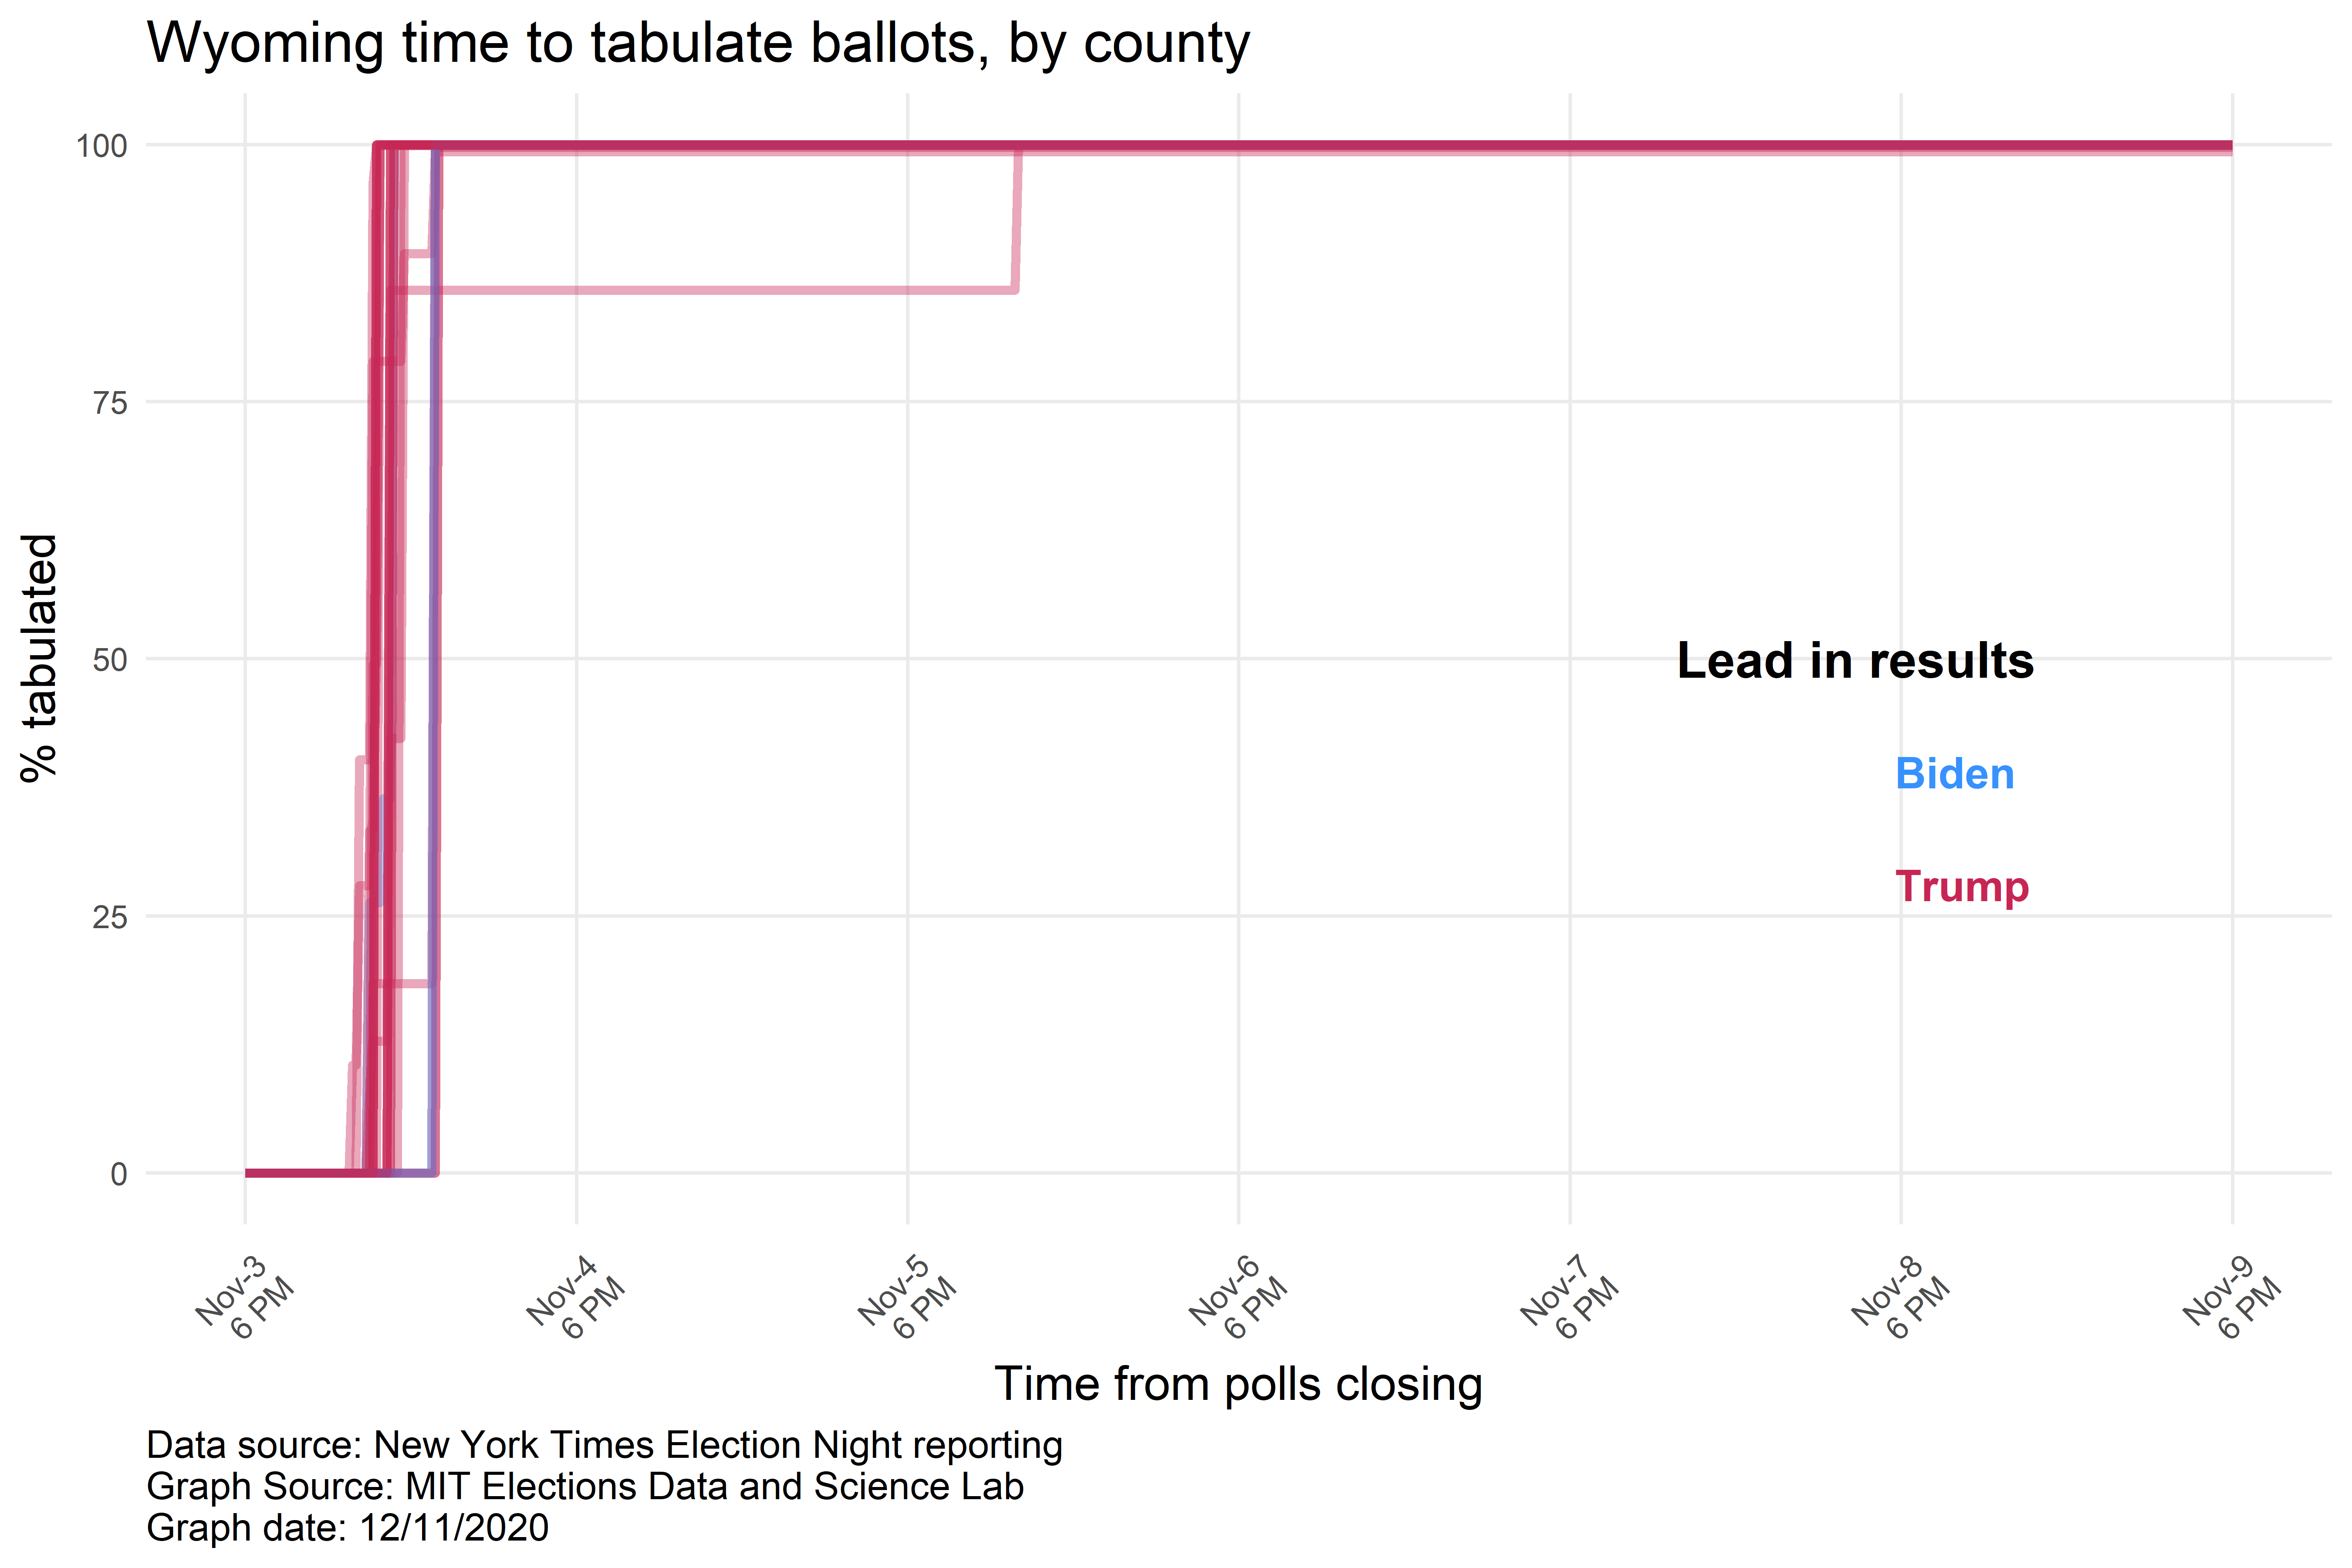 Wyoming time to tabulate ballots, by county
100
75
50
25
0
% tabulated
Lead in results
Biden
Trump
Nov-3
6 PM
Nov-4
6 PM
Nov-5
6 PM
Nov-6
6 PM
Nov-7
6 PM
Nov-8
6 PM
Nov-9
6 PM
Time from polls closing
Data source: New York Times Election Night reporting
Graph Source: MIT Elections Data and Science Lab
Graph date: 12/11/2020